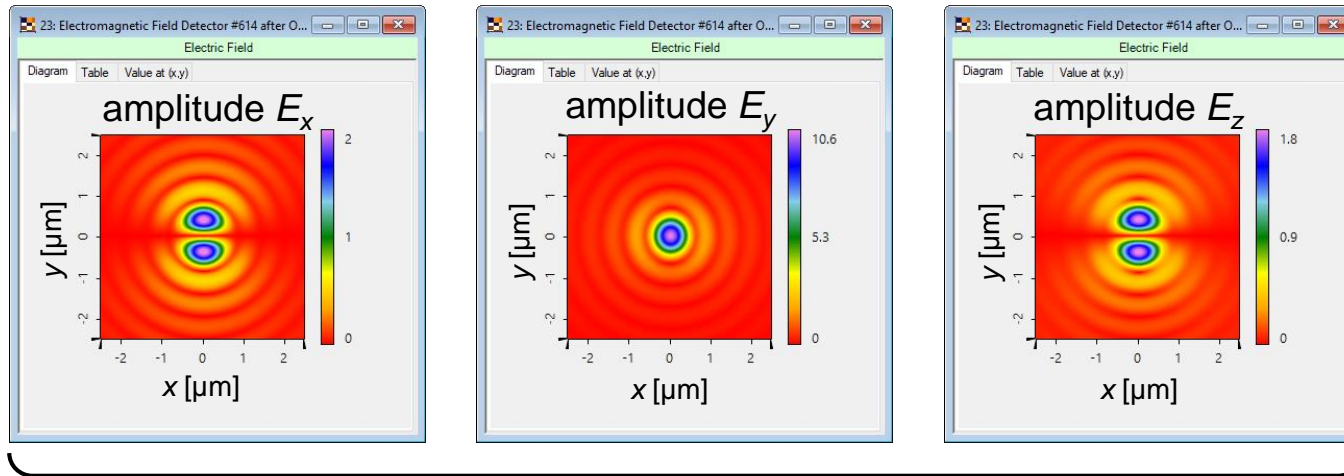 23: Electromagnetic Field Detector #614 after O...
Electric Field
Diagram Table Value at (x,y)
amplitude Ex
2
1
0
2
1
0
-1
-2
y [µm]
-2 -1 0 1 2
x [µm]
23: Electromagnetic Field Detector #614 after O...
Electric Field
Diagram Table Value at (x,y)
amplitude Ey
10.6
5.3
0
2
1
0
-1
-2
y [µm]
-2 -1 0 1 2
x [µm]
23: Electromagnetic Field Detector #614 after O...
Electric Field
Diagram Table Value at (x,y)
amplitude Ez
1.8
0.9
0
2
1
0
-1
-2
y [µm]
-2 -1 0 1 2
x [µm]